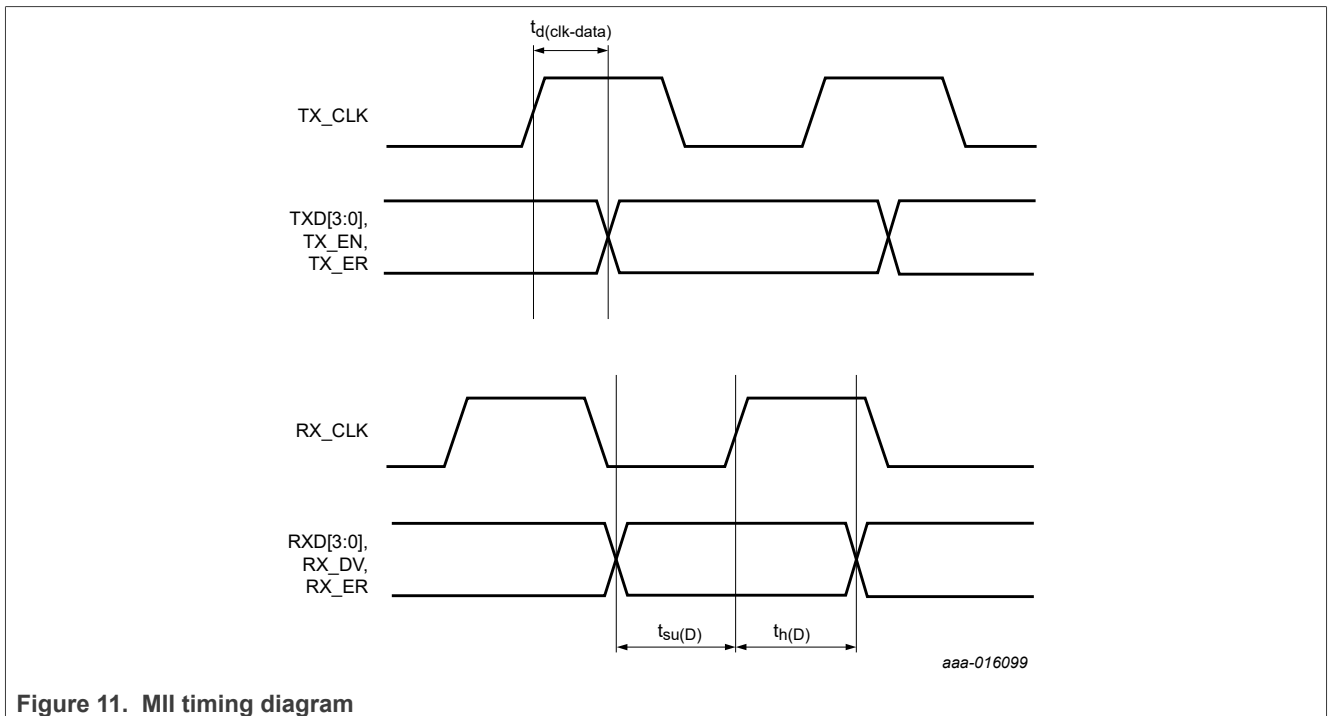 td(clk-data)
TX_CLK
TXD[3:0],
TX_EN,
TX_ER
RX_CLK
RXD[3:0],
RX_DV,
RX_ER
tsu(D)
th(D)
aaa-016099
Figure 11. MII timing diagram